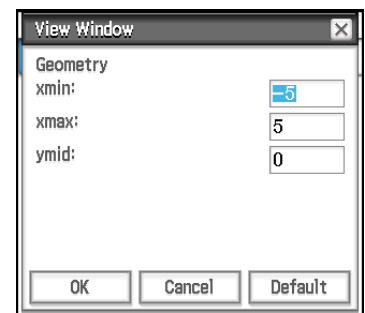 View Window
Geometry
xmin: -5
xmax: 5
ymid: 0
OK Cancel Default